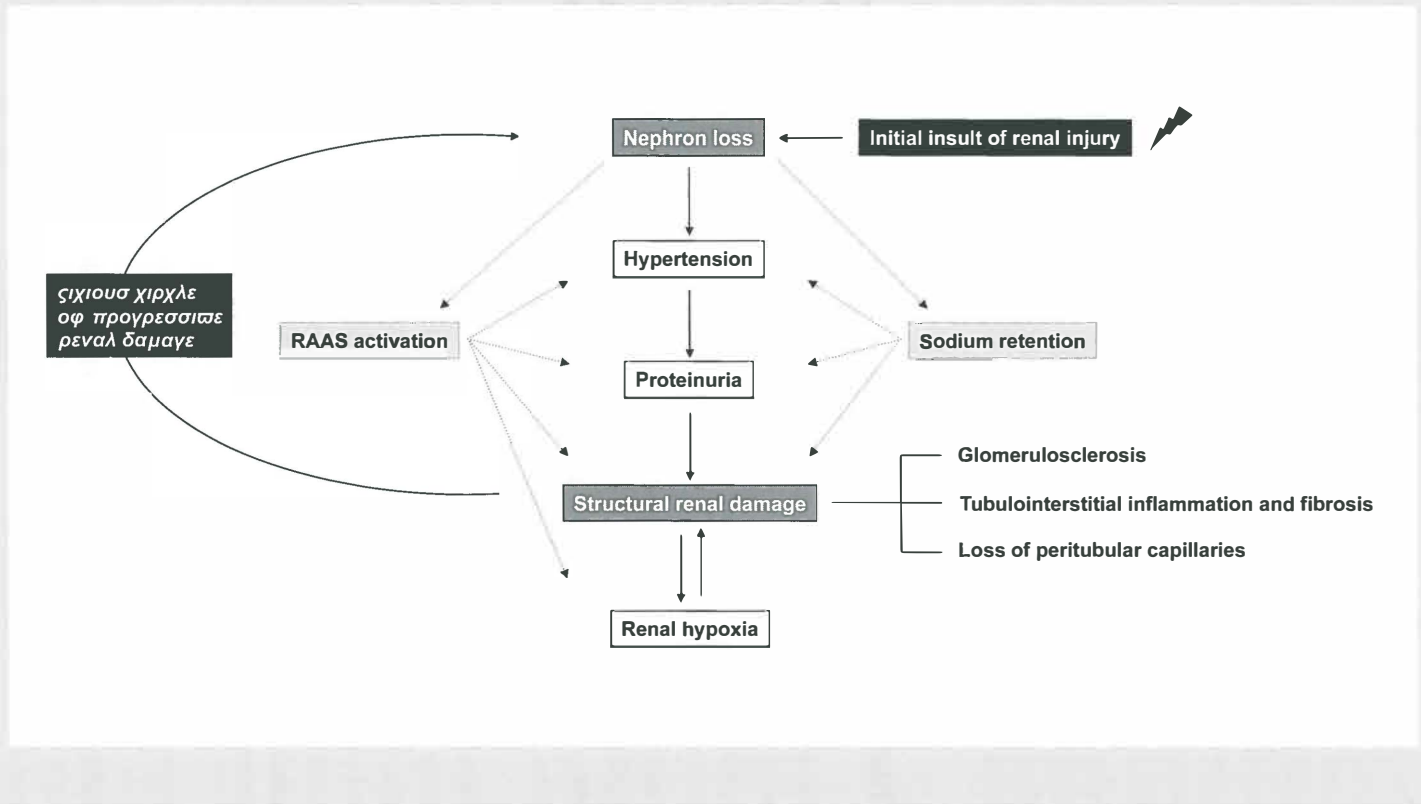 Nephron loss
Initial insult of renal injury
Hypertension
ςιχιουσ χιρχλε
οφ προγρεσσιϖε
ρεναλ δαμαγε
RAAS activation
Sodium retention
Proteinuria
Glomerulosclerosis
Structural renal damage
Tubulointerstitial inflammation and fibrosis
Loss of peritubular capillaries
Renal hypoxia